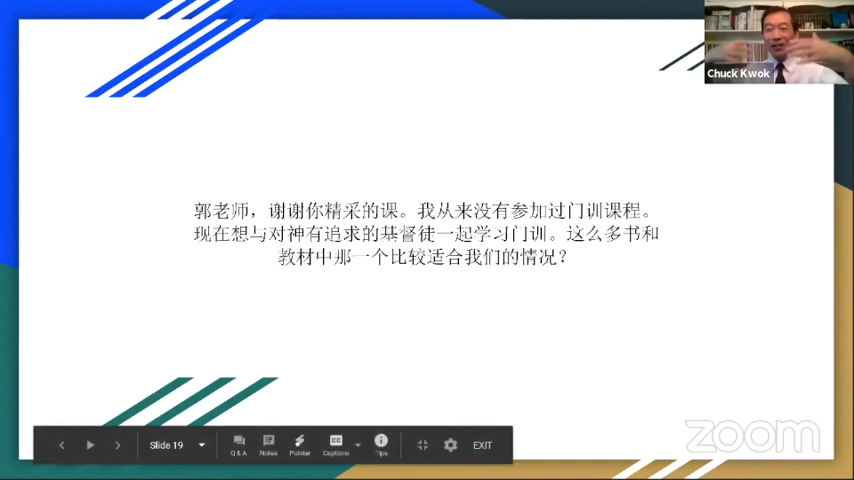 Chuck Kwok
郭老师，谢谢你精采的课。我从来没有参加过门训课程。
现在想与对神有追求的基督徒一起学习门训。这么多书和
教材中那一个比较适合我们的情况？
Slide 19
Q & A
Notes
Pointer
Captions
Tips
EXIT
zoom